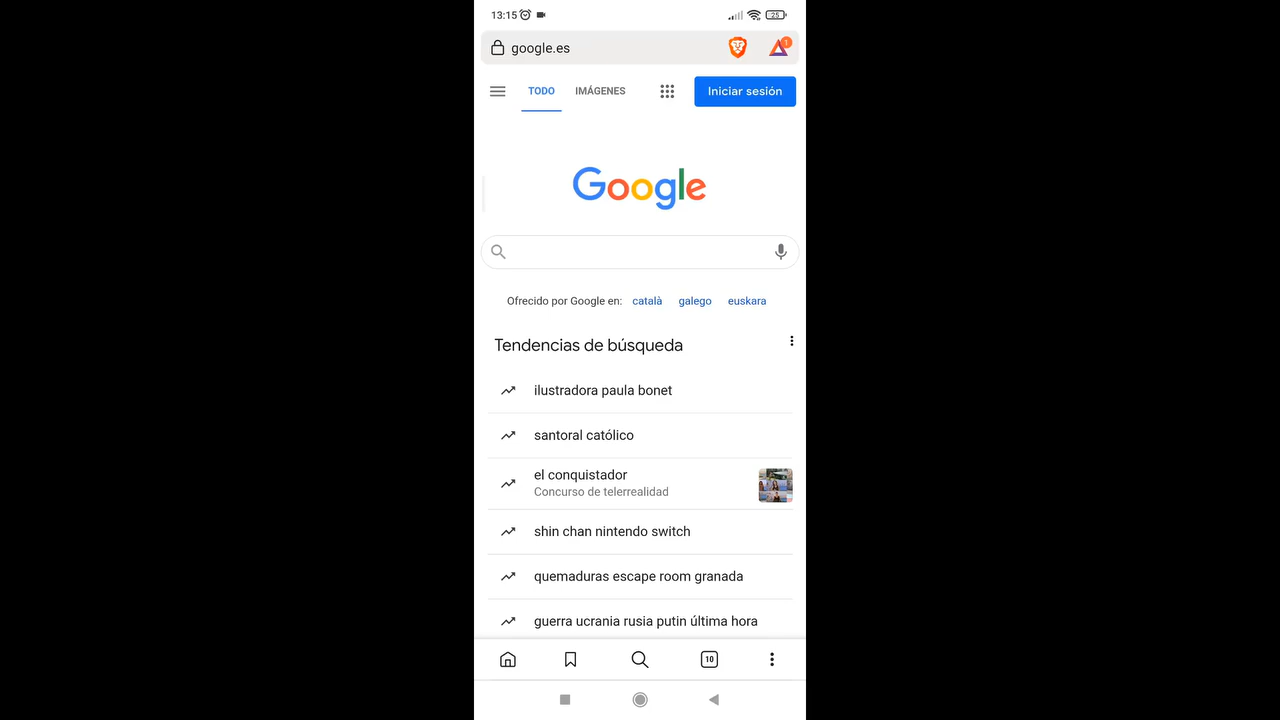 13:15 25
google.es 1
TODO IMÁGENES Iniciar sesión
Google
Ofrecido por Google en: català galego euskara
Tendencias de búsqueda
ilustradora paula bonet
santoral católico
el conquistador
Concurso de telerrealidad
shin chan nintendo switch
quemaduras escape room granada
guerra ucrania rusia putin última hora
10